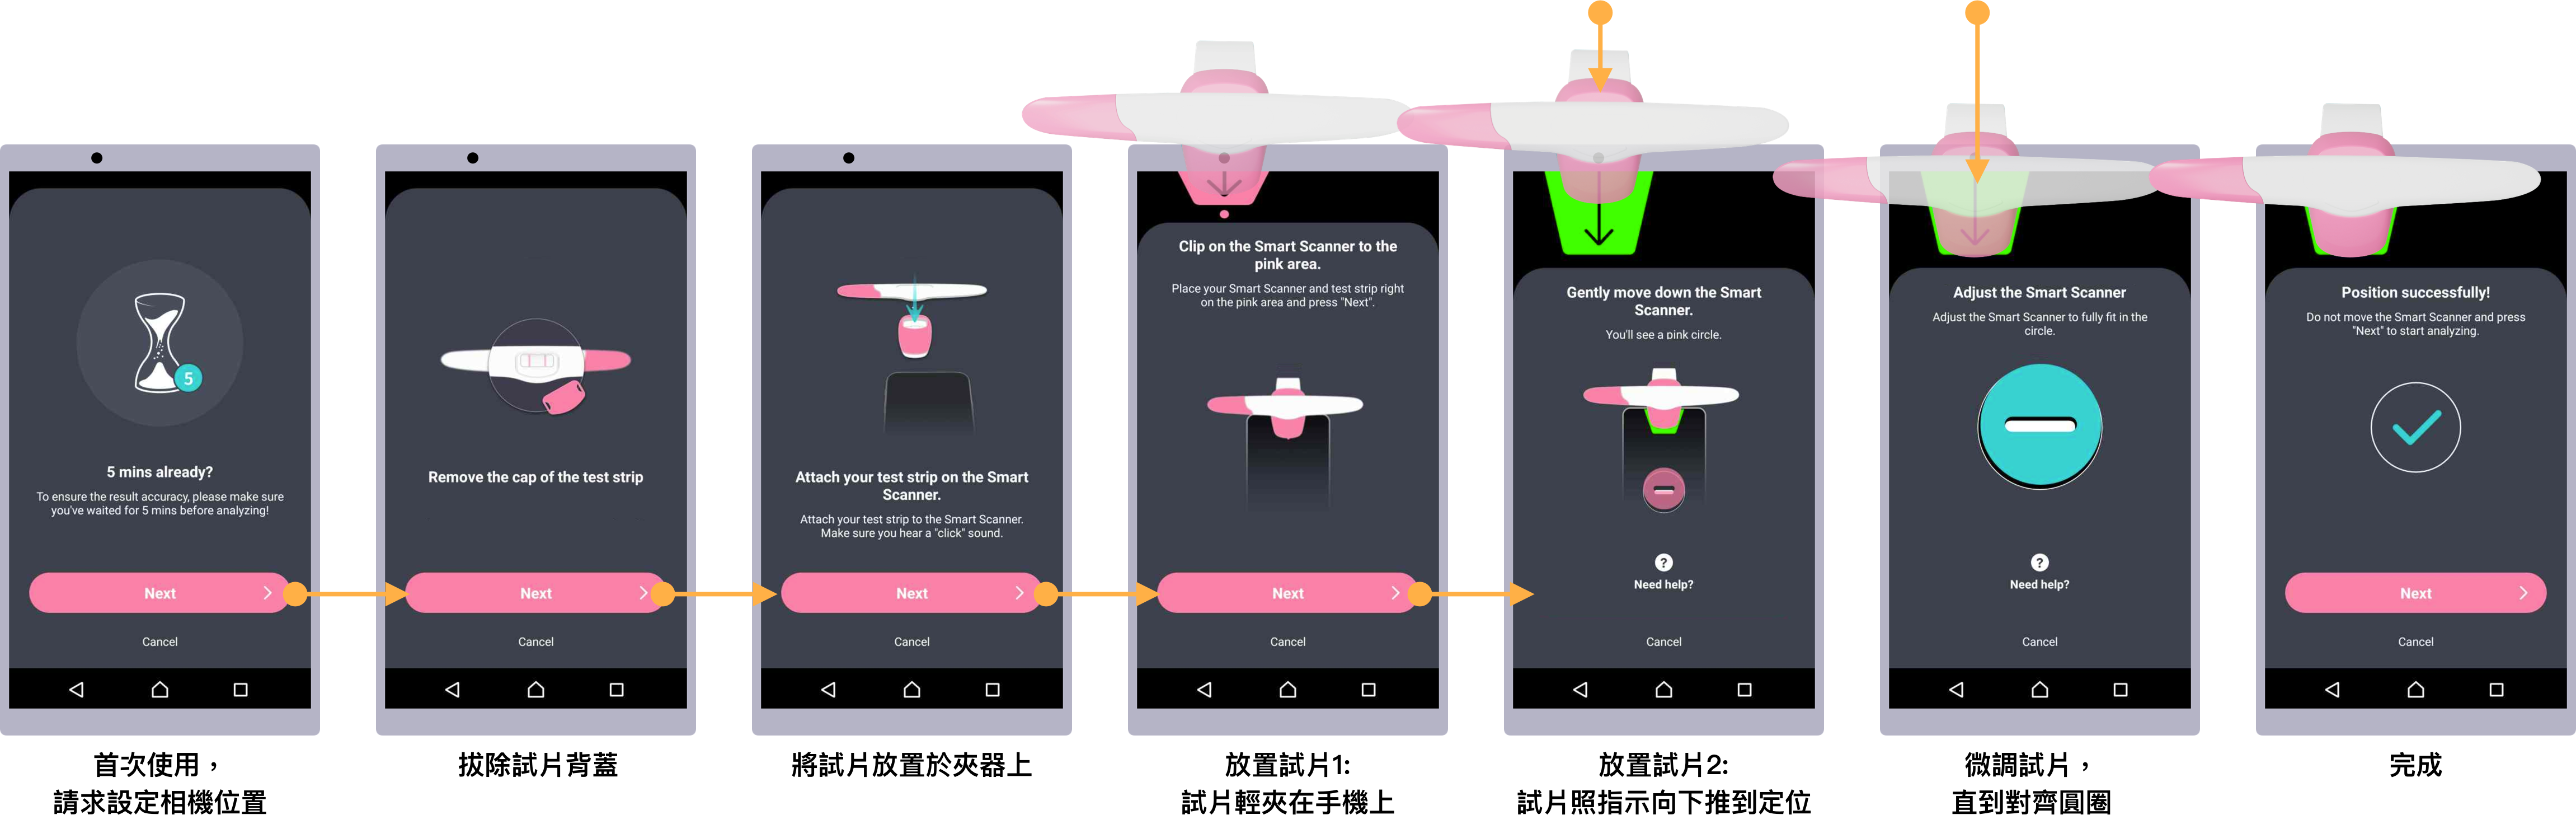 5
5 mins already?
To ensure the result accuracy, please make sure
you've waited for 5 mins before analyzing!
Next
Cancel
首次使用，
請求設定相機位置
Remove the cap of the test strip
Next
Cancel
拔除試片背蓋
Attach your test strip on the Smart
Scanner.
Attach your test strip to the Smart Scanner.
Make sure you hear a "click" sound.
Next
Cancel
將試片放置於夾器上
Clip on the Smart Scanner to the
pink area.
Place your Smart Scanner and test strip right
on the pink area and press "Next".
Next
Cancel
放置試片1:
試片輕夾在手機上
Gently move down the Smart
Scanner.
You'll see a pink circle.
?
Need help?
Cancel
放置試片2:
試片照指示向下推到定位
Adjust the Smart Scanner
Adjust the Smart Scanner to fully fit in the
circle.
?
Need help?
Cancel
微調試片，
直到對齊圓圈
Position successfully!
Do not move the Smart Scanner and press
"Next" to start analyzing.
Next
Cancel
完成